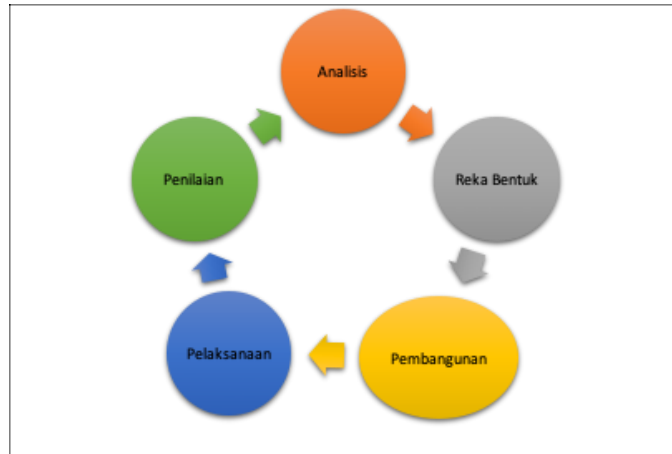 Analisis
Reka Bentuk
Pembangunan
Pelaksanaan
Penilaian